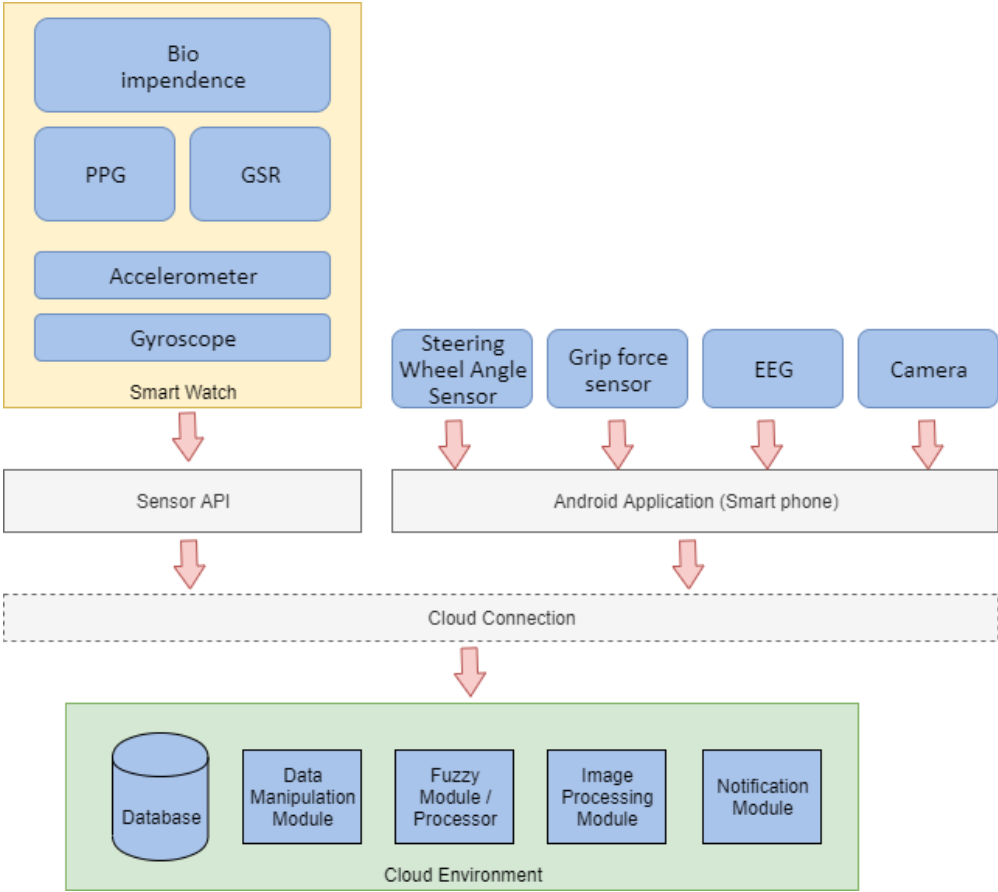 Bio
impendence
PPG
GSR
Accelerometer
Gyroscope
Smart Watch
Steering
Wheel Angle
Sensor
Grip force
sensor
EEG
Camera
Sensor API
Android Application (Smart phone)
Cloud Connection
Database
Data
Manipulation
Module
Fuzzy
Module /
Processor
Image
Processing
Module
Notification
Module
Cloud Environment